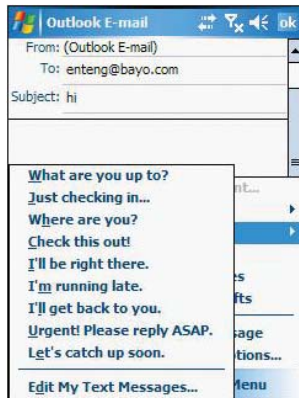 Outlook E-mail
ok
From: (Outlook E-mail)
To: enteng@bayo.com
Subject: hi
What are you up to?
Just checking in...
Where are you?
Check this out!
I'll be right there.
I'm running late.
I'll get back to you.
Urgent! Please reply ASAP.
Let's catch up soon.
Edit My Text Messages...
Menu